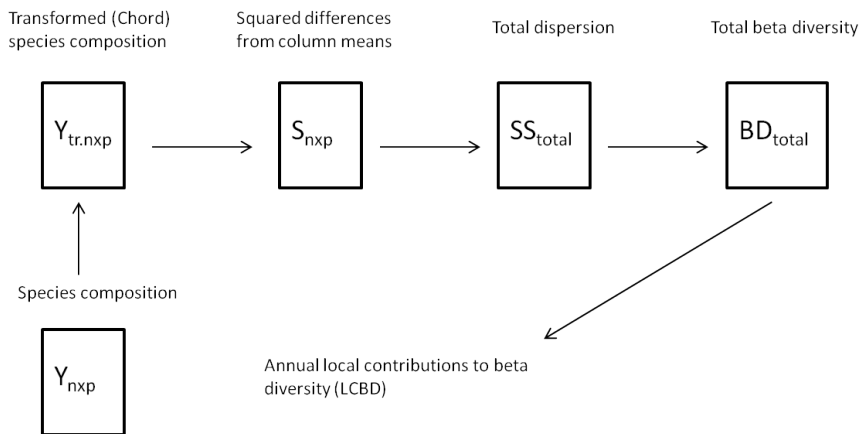 Transformed (Chord)
species composition
Squared differences
from column means
Total dispersion
Total beta diversity
Ytr.nxp
Snxp
SStotal
BDtotal
Species composition
Ynxp
Annual local contributions to beta
diversity (LCBD)